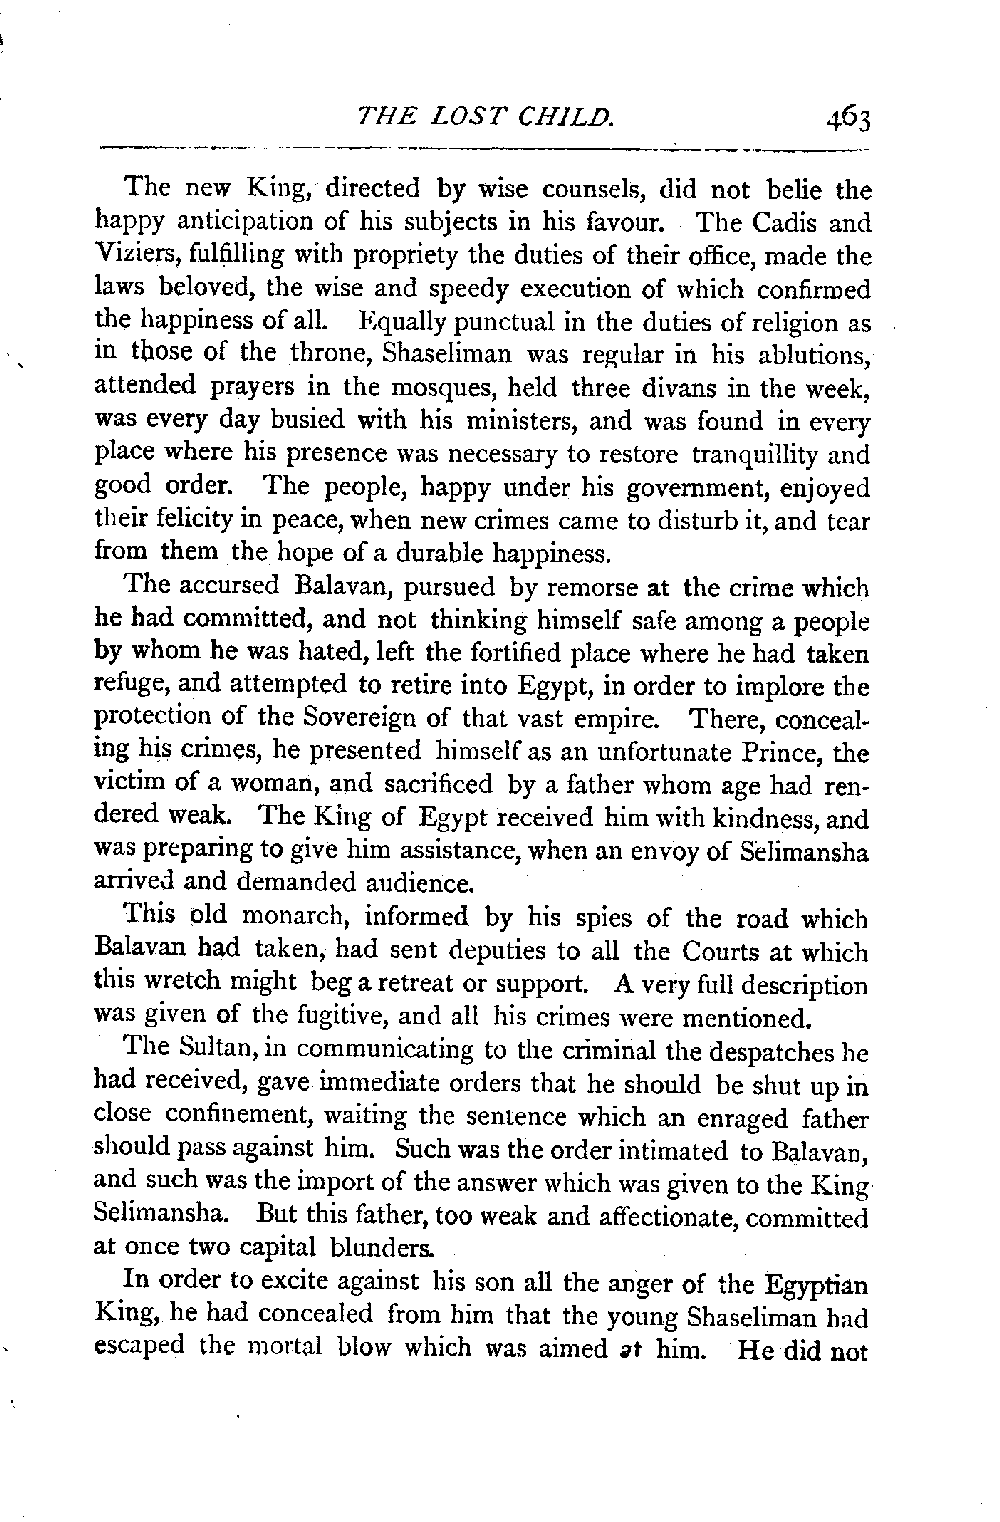 THE LOST CHILD. 463
The new King, directed by wise counsels, did not belie the
happy anticipation of his subjects in his favour. The Cadis and
Viziers, fulfilling with propriety the duties of their office, made the
laws beloved, the wise and speedy execution of which confirmed
the happiness of all. Equally punctual in the duties of religion as
in those of the throne, Shaseliman was regular in his ablutions,
attended prayers in the mosques, held three divans in the week,
was every day busied with his ministers, and was found in every
place where his presence was necessary to restore tranquillity and
good order. The people, happy under his government, enjoyed
their felicity in peace, when new crimes came to disturb it, and tear
from them the hope of a durable happiness.
The accursed Balavan, pursued by remorse at the crime which
he had committed, and not thinking himself safe among a people
by whom he was hated, left the fortified place where he had taken
refuge, and attempted to retire into Egypt, in order to implore the
protection of the Sovereign of that vast empire. There, conceal-
ing his crimes, he presented himself as an unfortunate Prince, the
victim of a woman, and sacrificed by a father whom age had ren-
dered weak. The King of Egypt received him with kindness, and
was preparing to give him assistance, when an envoy of Selimansha
arrived and demanded audience.
This old monarch, informed by his spies of the road which
Balavan had taken, had sent deputies to all the Courts at which
this wretch might beg a retreat or support. A very full description
was given of the fugitive, and all his crimes were mentioned.
The Sultan, in communicating to the criminal the despatches he
had received, gave immediate orders that he should be shut up in
close confinement, waiting the sentence which an enraged father
should pass against him. Such was the order intimated to Balavan,
and such was the import of the answer which was given to the King
Selimansha. But this father, too weak and affectionate, committed
at once two capital blunders.
In order to excite against his son all the anger of the Egyptian
King, he had concealed from him that the young Shaseliman had
escaped the mortal blow which was aimed at him. He did not